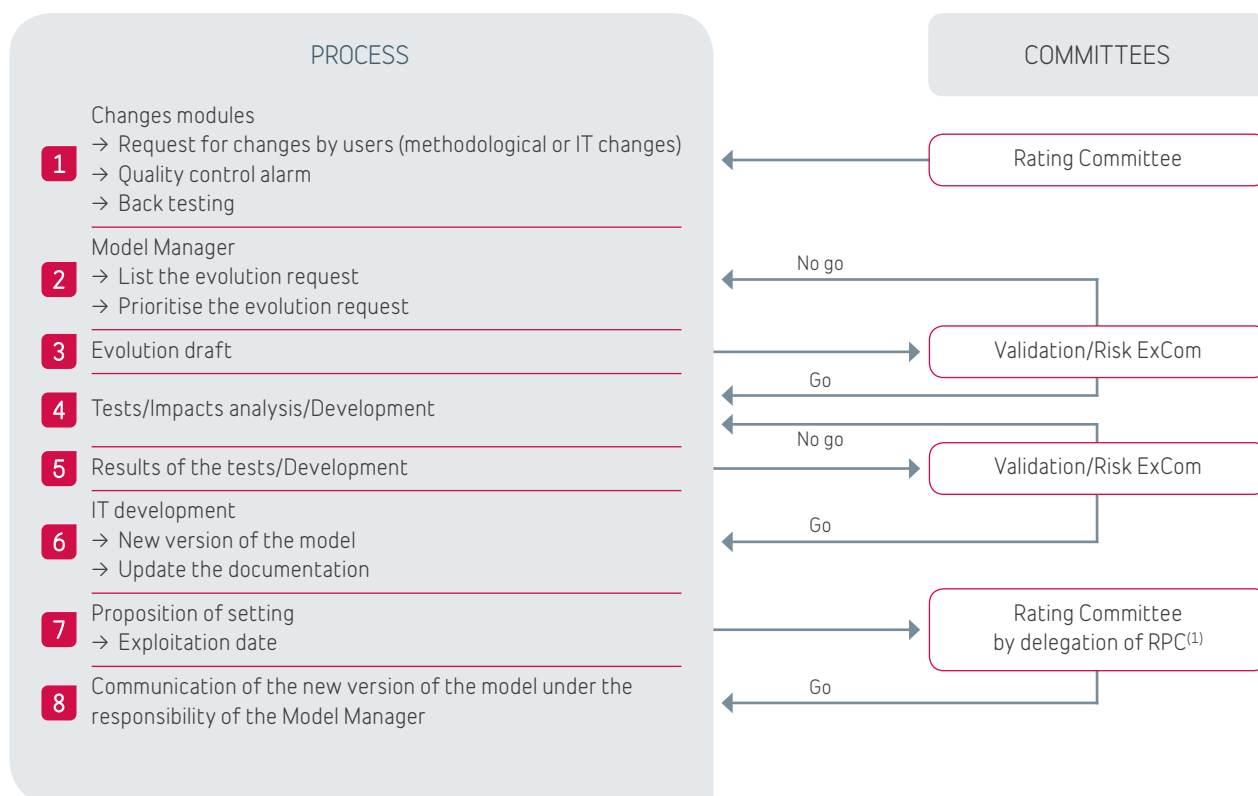 PROCESS
COMMITTEES
Changes modules
1
→ Request for changes by users (methodological or IT changes)
→ Quality control alarm
→ Back testing
Rating Committee
Model Manager
2
→ List the evolution request
→ Prioritise the evolution request
No go
3
Evolution draft
Validation/Risk ExCom
Go
4
Tests/Impacts analysis/Development
No go
5
Results of the tests/Development
Validation/Risk ExCom
IT development
6
→ New version of the model
→ Update the documentation
Go
7
Proposition of setting
→ Exploitation date
Rating Committee
by delegation of RPC(1)
8
Communication of the new version of the model under the
responsibility of the Model Manager
Go